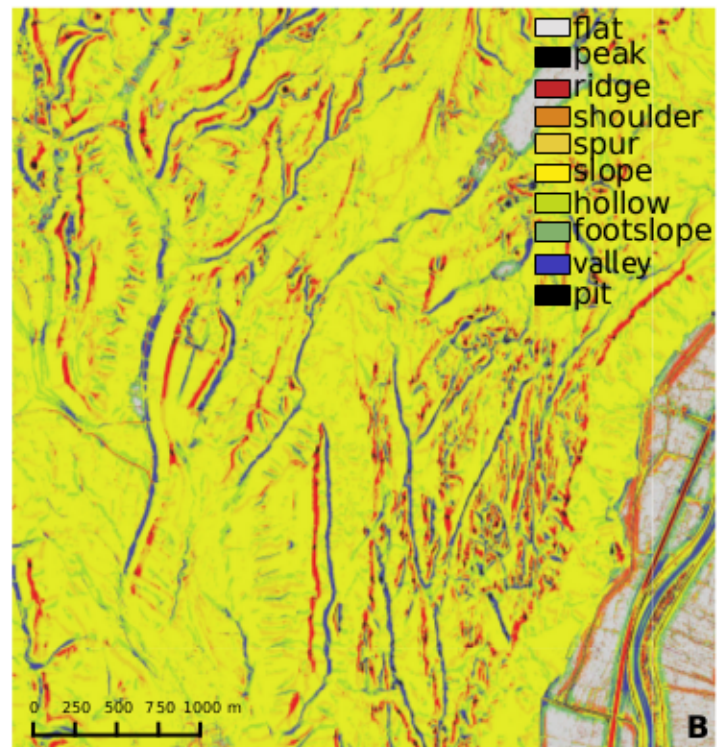 flat
peak
ridge
shoulder
spur
slope
hollow
footslope
valley
pit
0 250 500 750 1000 m
B